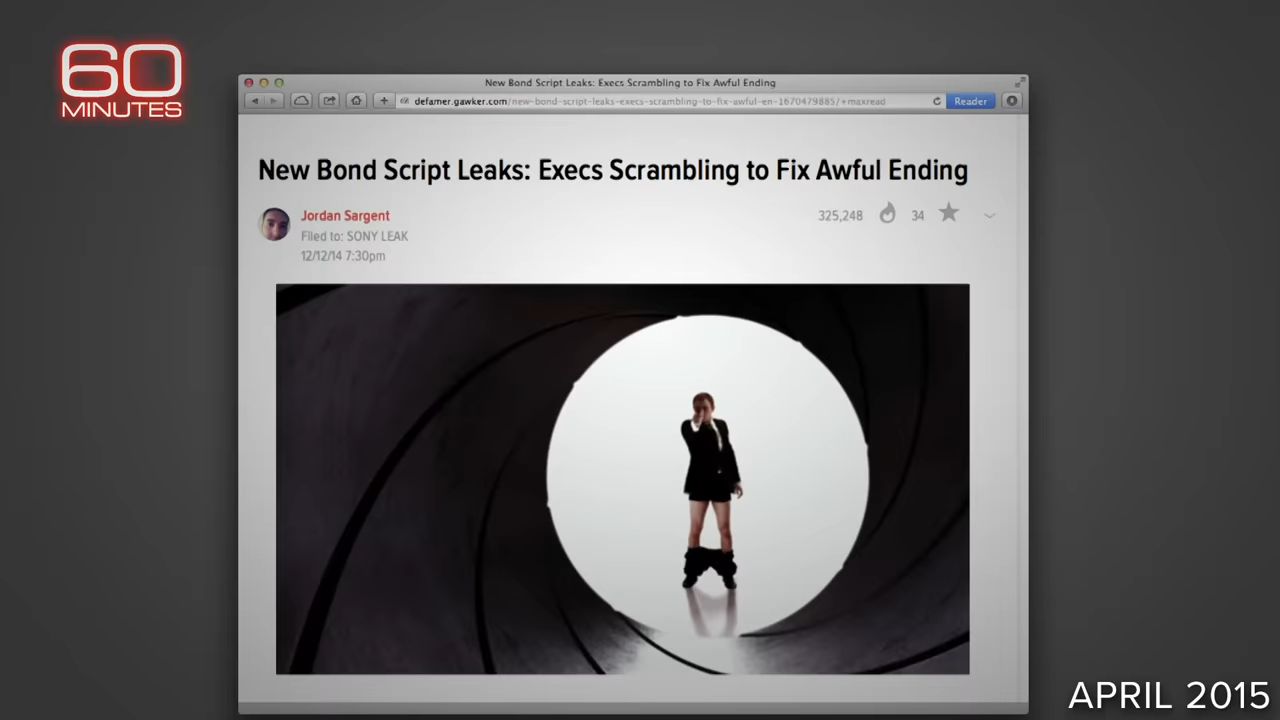 60
MINUTES
New Bond Script Leaks: Execs Scrambling to Fix Awful Ending
defamer.gawker.com/new-bond-script-leaks-execs-scrambling-to-fix-awful-en-1670479885/+maxread
Reader
New Bond Script Leaks: Execs Scrambling to Fix Awful Ending
Jordan Sargent
325,248 34
Filed to: SONY LEAK
12/12/14 7:30pm
APRIL 2015